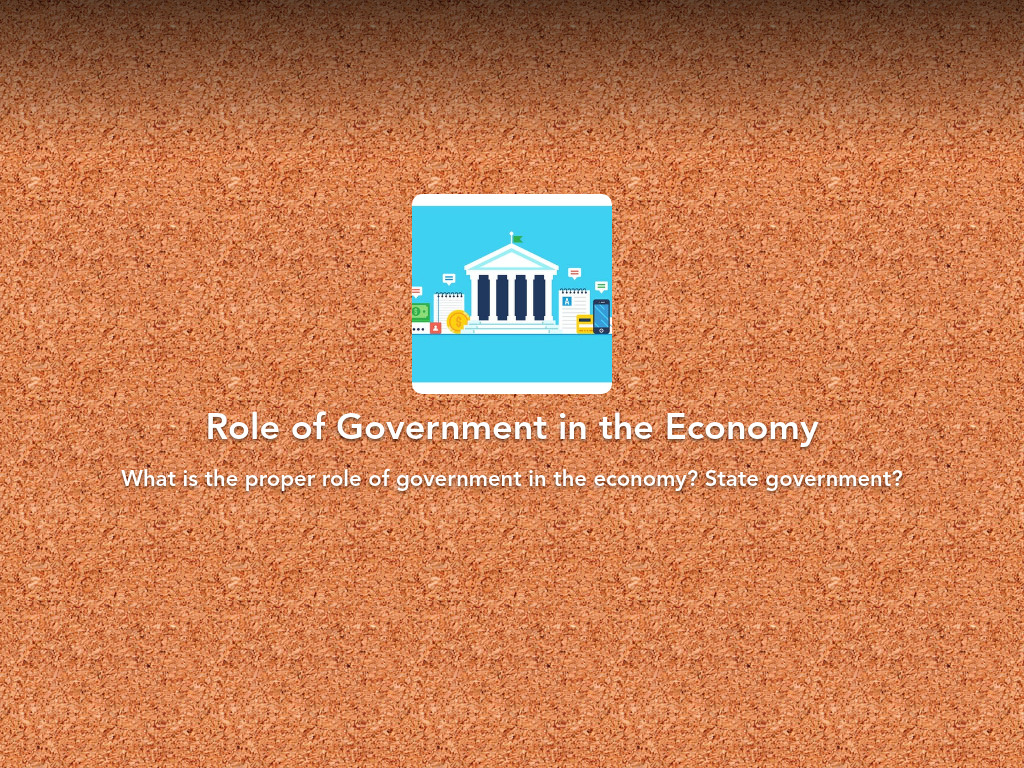 Role of Government in the Economy
What is the proper role of government in the economy? State government?